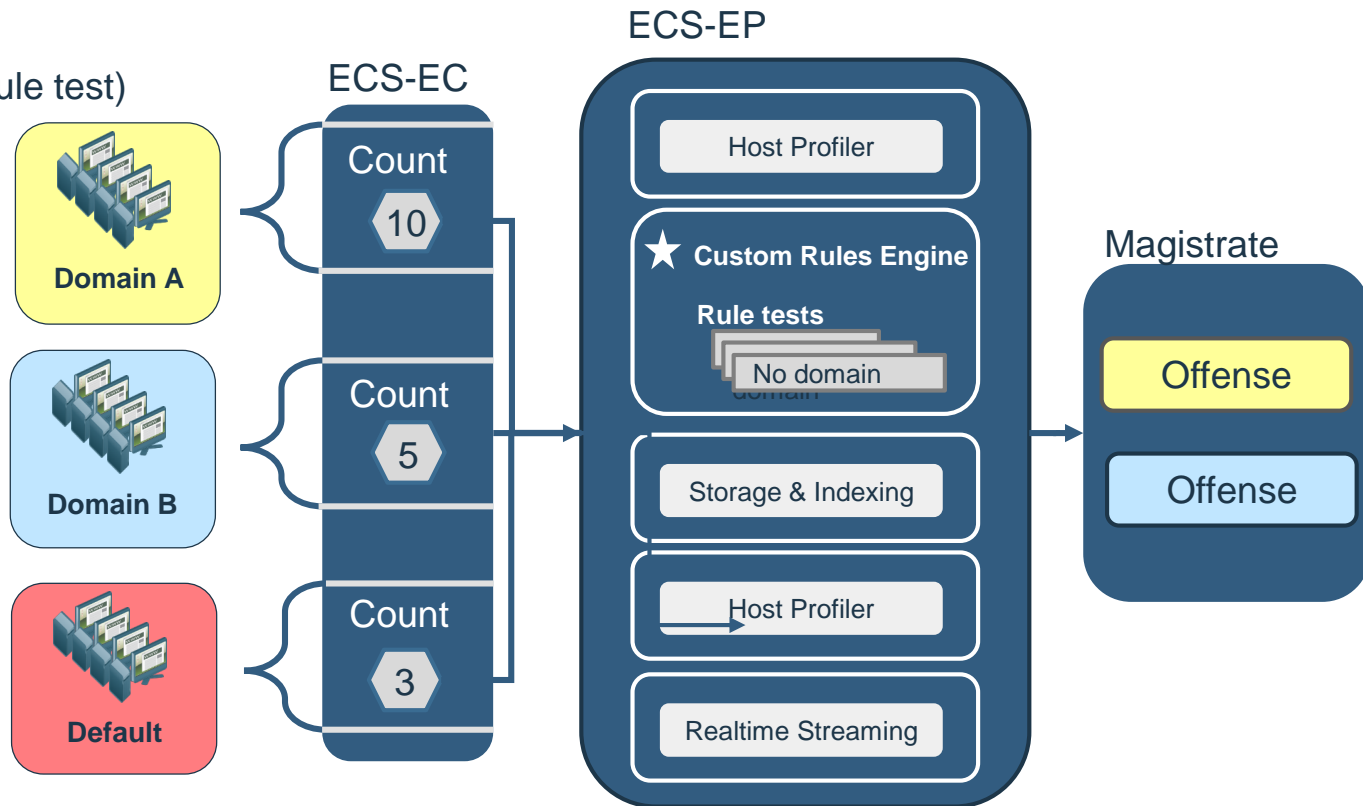 ule test)
ECS-EC
ECS-EP
Domain A
Count
10
Domain B
Count
5
Default
Count
3
Host Profiler
Custom Rules Engine
Rule tests
No domain
domain
Storage & Indexing
Host Profiler
Realtime Streaming
Magistrate
Offense
Offense